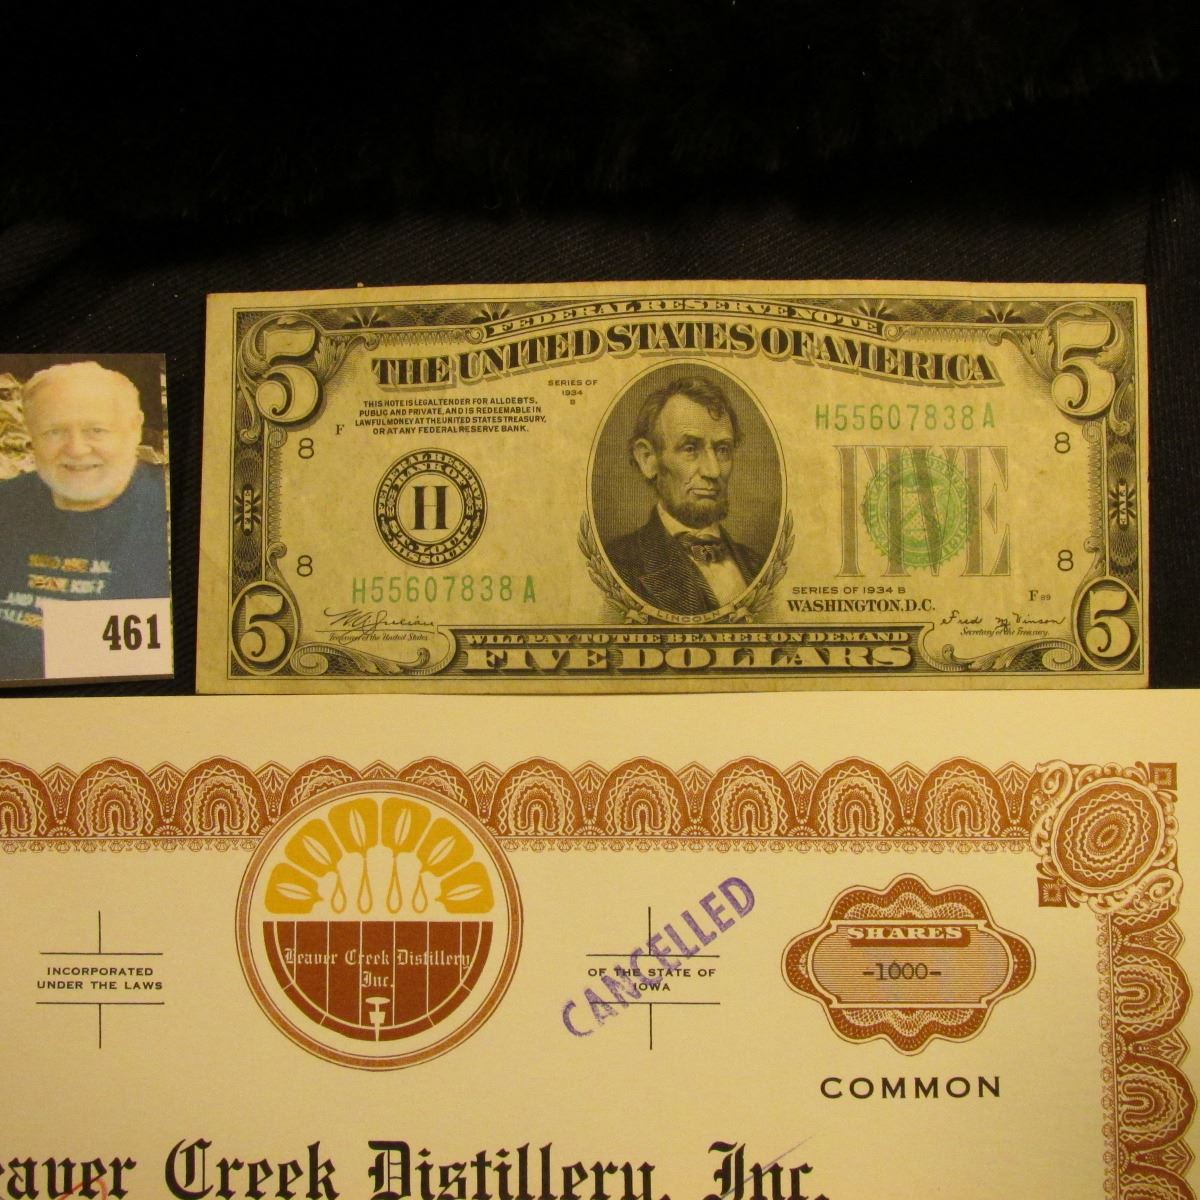 FEDERAL RESERVE NOTE
THE UNITED STATES OF AMERICA
5
5
SERIES OF
1934
B
THIS NOTE IS LEGAL TENDER FOR ALL DEBTS,
PUBLIC AND PRIVATE, AND IS REDEEMABLE IN
LAWFUL MONEY AT THE UNITED STATES TREASURY,
OR AT ANY FEDERAL RESERVE BANK.
F
H55607838A
8
8
FEDERAL RESERVE
BANK OF
H
ST. LOUIS
MISSOURI
FIVE
FIVE
FIVE
8
8
H55607838A
LINCOLN
SERIES OF 1934 B
WASHINGTON, D.C.
F 89
5
5
Treasurer of the United States.
Fred M Vinson
Secretary of the Treasury.
WILL PAY TO THE BEARER ON DEMAND
FIVE DOLLARS
461
INCORPORATED
UNDER THE LAWS
Beaver Creek Distillery
Inc.
OF THE STATE OF
IOWA
CANCELLED
SHARES
-1000-
COMMON
eaver Creek Distillery, Inc.